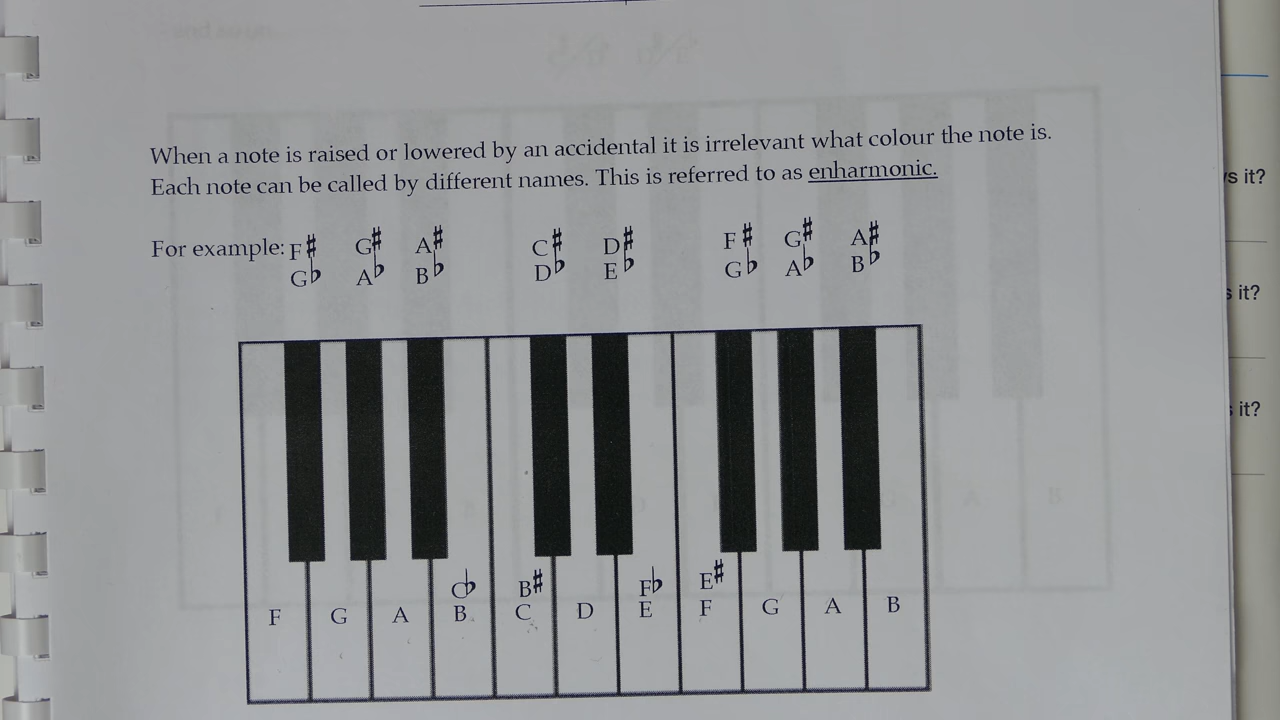 When a note is raised or lowered by an accidental it is irrelevant what colour the note is.
Each note can be called by different names. This is referred to as enharmonic.
For example: F♯ G♯ A♯ C♯ D♯ F♯ G♯ A♯
G♭ A♭ B♭ D♭ E♭ G♭ A♭ B♭
C♭ B♯ F♭ E♯
F G A B C D E F G A B
s it?
s it?
it?